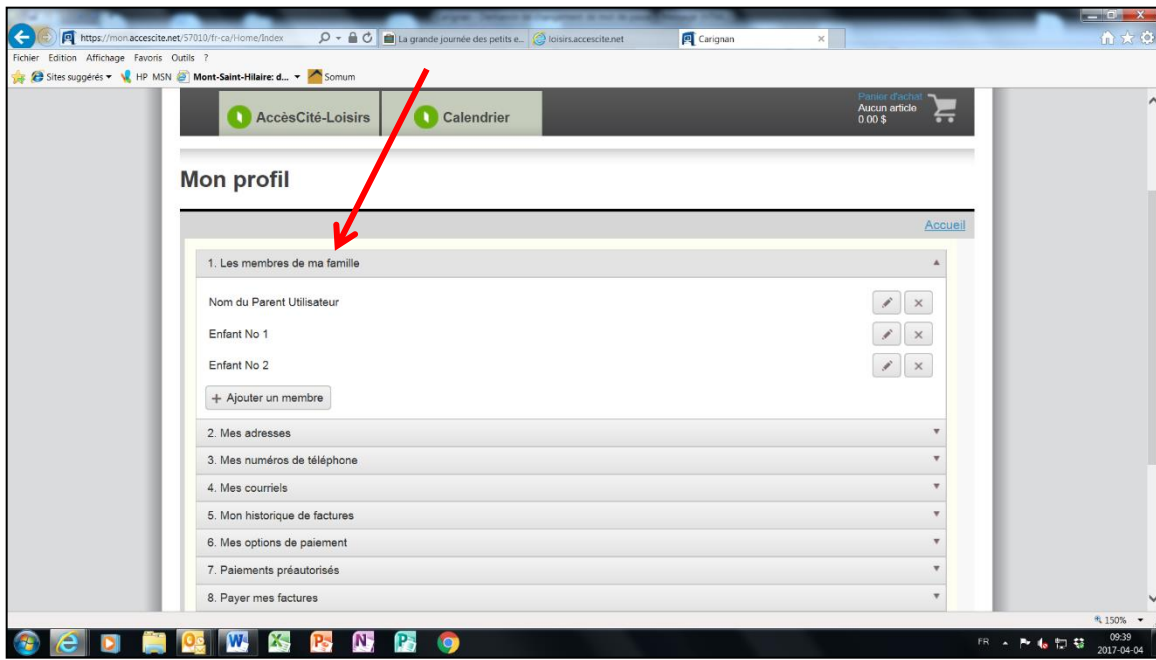 https://mon.accescite.net/57010/fr-ca/Home/Index
La grande journée des petits e...
loisirs.accescite.net
Carignan
Fichier Edition Affichage Favoris Outils ?
Sites suggérés HP MSN Mont-Saint-Hilaire: d... Somum
AccèsCité-Loisirs
Calendrier
Panier d'achat
Aucun article
0.00 $
Mon profil
Accueil
1. Les membres de ma famille
Nom du Parent Utilisateur
Enfant No 1
Enfant No 2
+ Ajouter un membre
2. Mes adresses
3. Mes numéros de téléphone
4. Mes courriels
5. Mon historique de factures
6. Mes options de paiement
7. Paiements préautorisés
8. Payer mes factures
150%
FR
09:39
2017-04-04